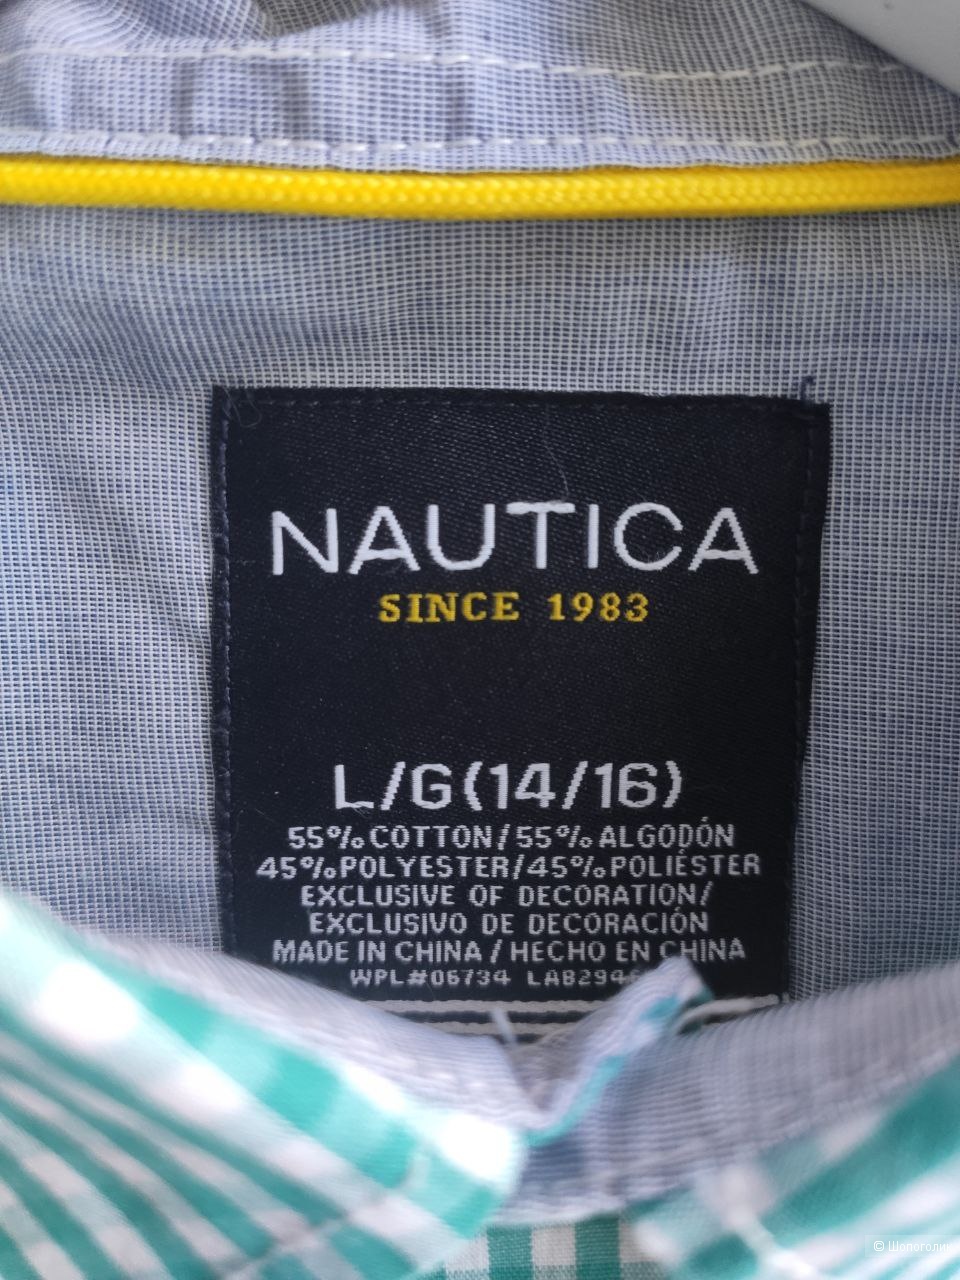 NAUTICA
SINCE 1983
L/G(14/16)
55% COTTON/55% ALGODÓN
45% POLYESTER/45% POLIÉSTER
EXCLUSIVE OF DECORATION/
EXCLUSIVO DE DECORACIÓN
MADE IN CHINA / HECHO EN CHINA
WPL#06734
© Шопоголик